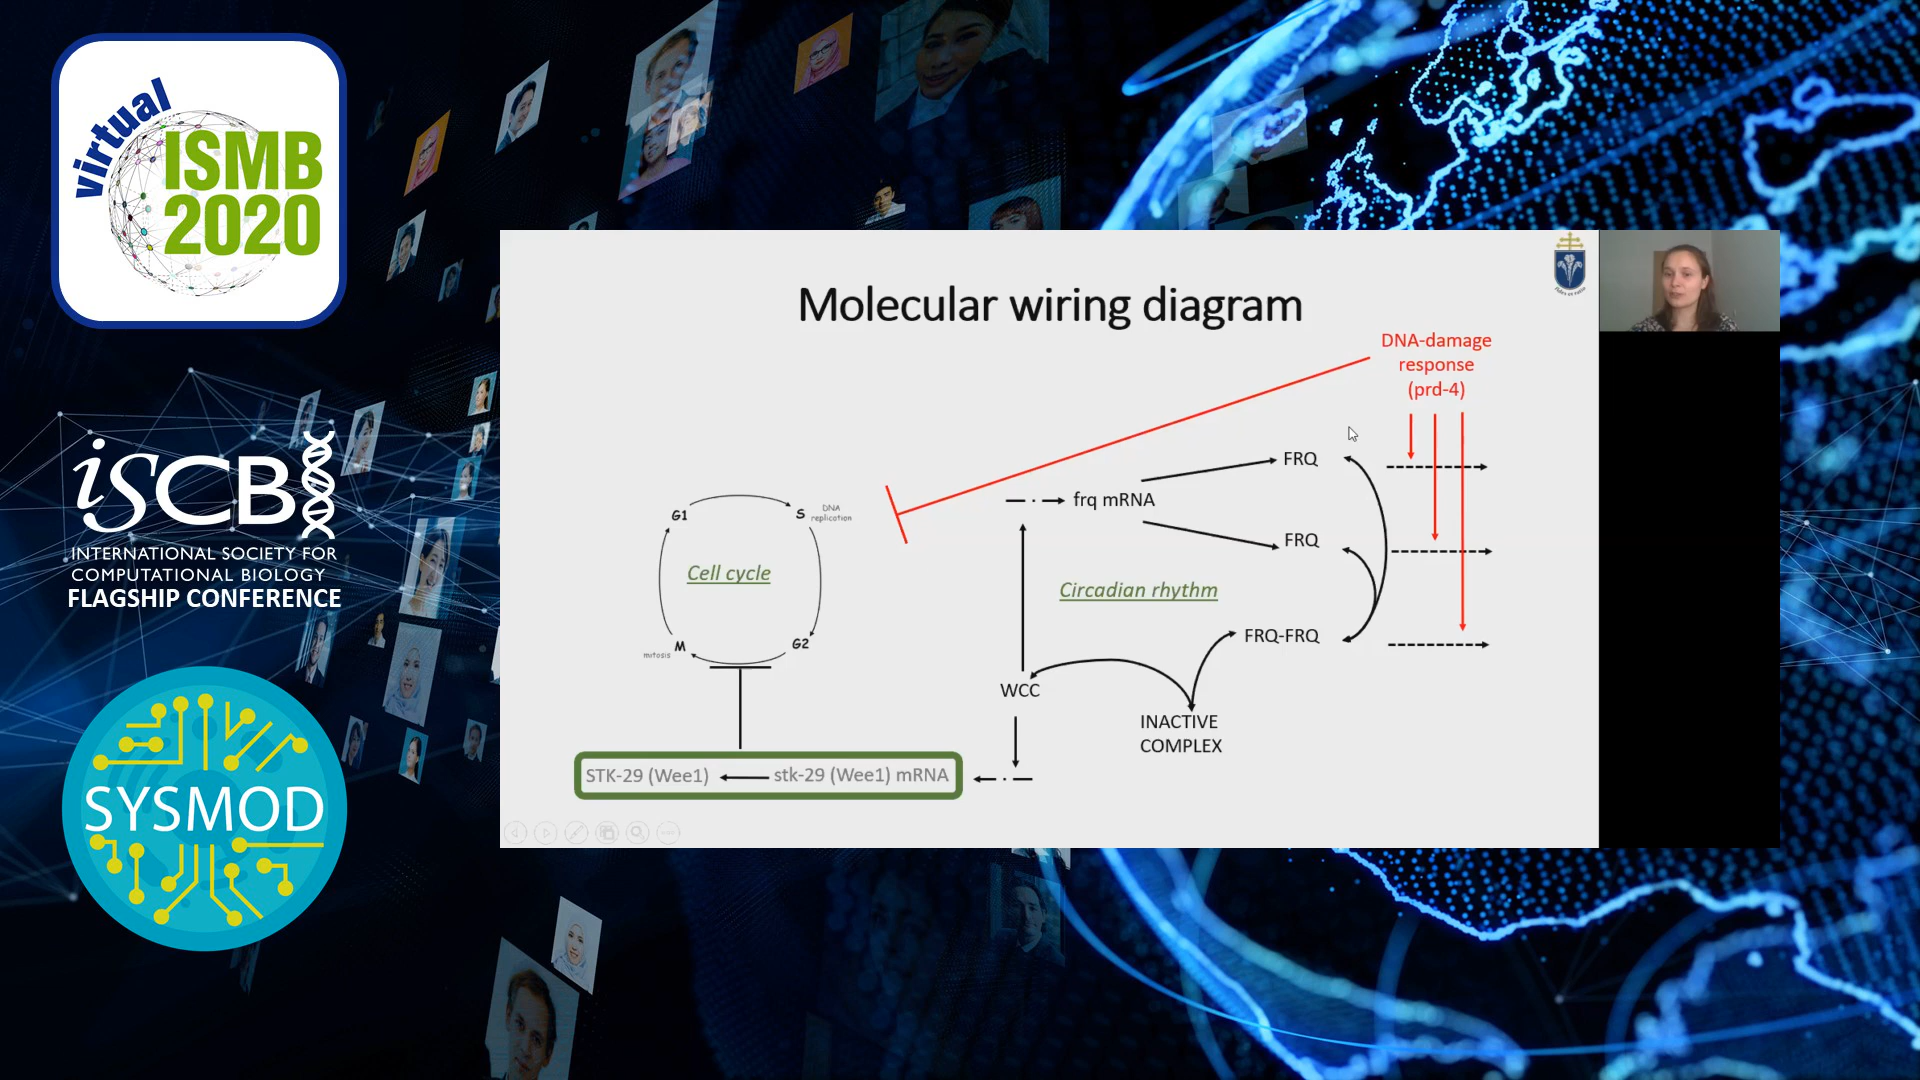 virtual
ISMB
2020
iSCB
INTERNATIONAL SOCIETY FOR
COMPUTATIONAL BIOLOGY
FLAGSHIP CONFERENCE
SYSMOD
Molecular wiring diagram
DNA-damage
response
(prd-4)
FRQ
frq mRNA
FRQ
G1
S
DNA
replication
Cell cycle
Circadian rhythm
FRQ-FRQ
M
mitosis
G2
WCC
INACTIVE
COMPLEX
STK-29 (Wee1)
stk-29 (Wee1) mRNA